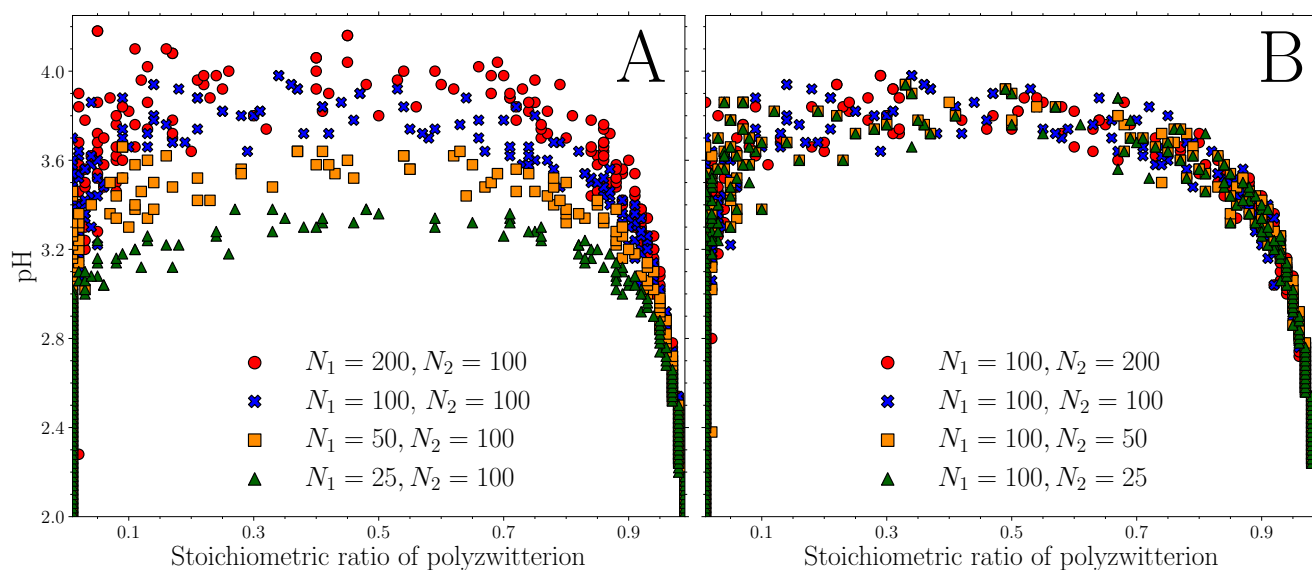 A
B
pH
4.0
3.6
3.2
2.8
2.4
2.0
N₁ = 200, N₂ = 100
N₁ = 100, N₂ = 100
N₁ = 50, N₂ = 100
N₁ = 25, N₂ = 100
N₁ = 100, N₂ = 200
N₁ = 100, N₂ = 100
N₁ = 100, N₂ = 50
N₁ = 100, N₂ = 25
0.1 0.3 0.5 0.7 0.9
0.1 0.3 0.5 0.7 0.9
Stoichiometric ratio of polyzwitterion
Stoichiometric ratio of polyzwitterion